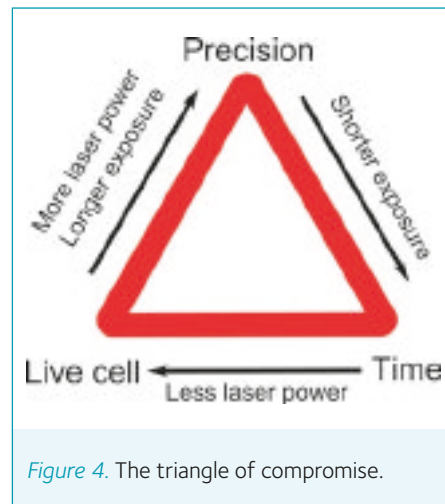 Precision
More laser power
Longer exposure
Shorter exposure
Live cell
Time
Less laser power
Figure 4. The triangle of compromise.